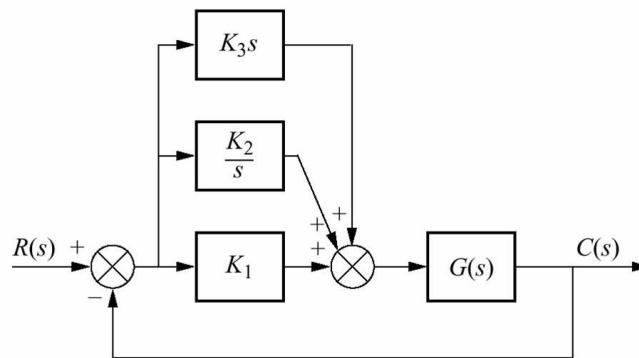 K₃s
K₂
s
+
+
R(s)
+
+
C(s)
K₁
G(s)
−